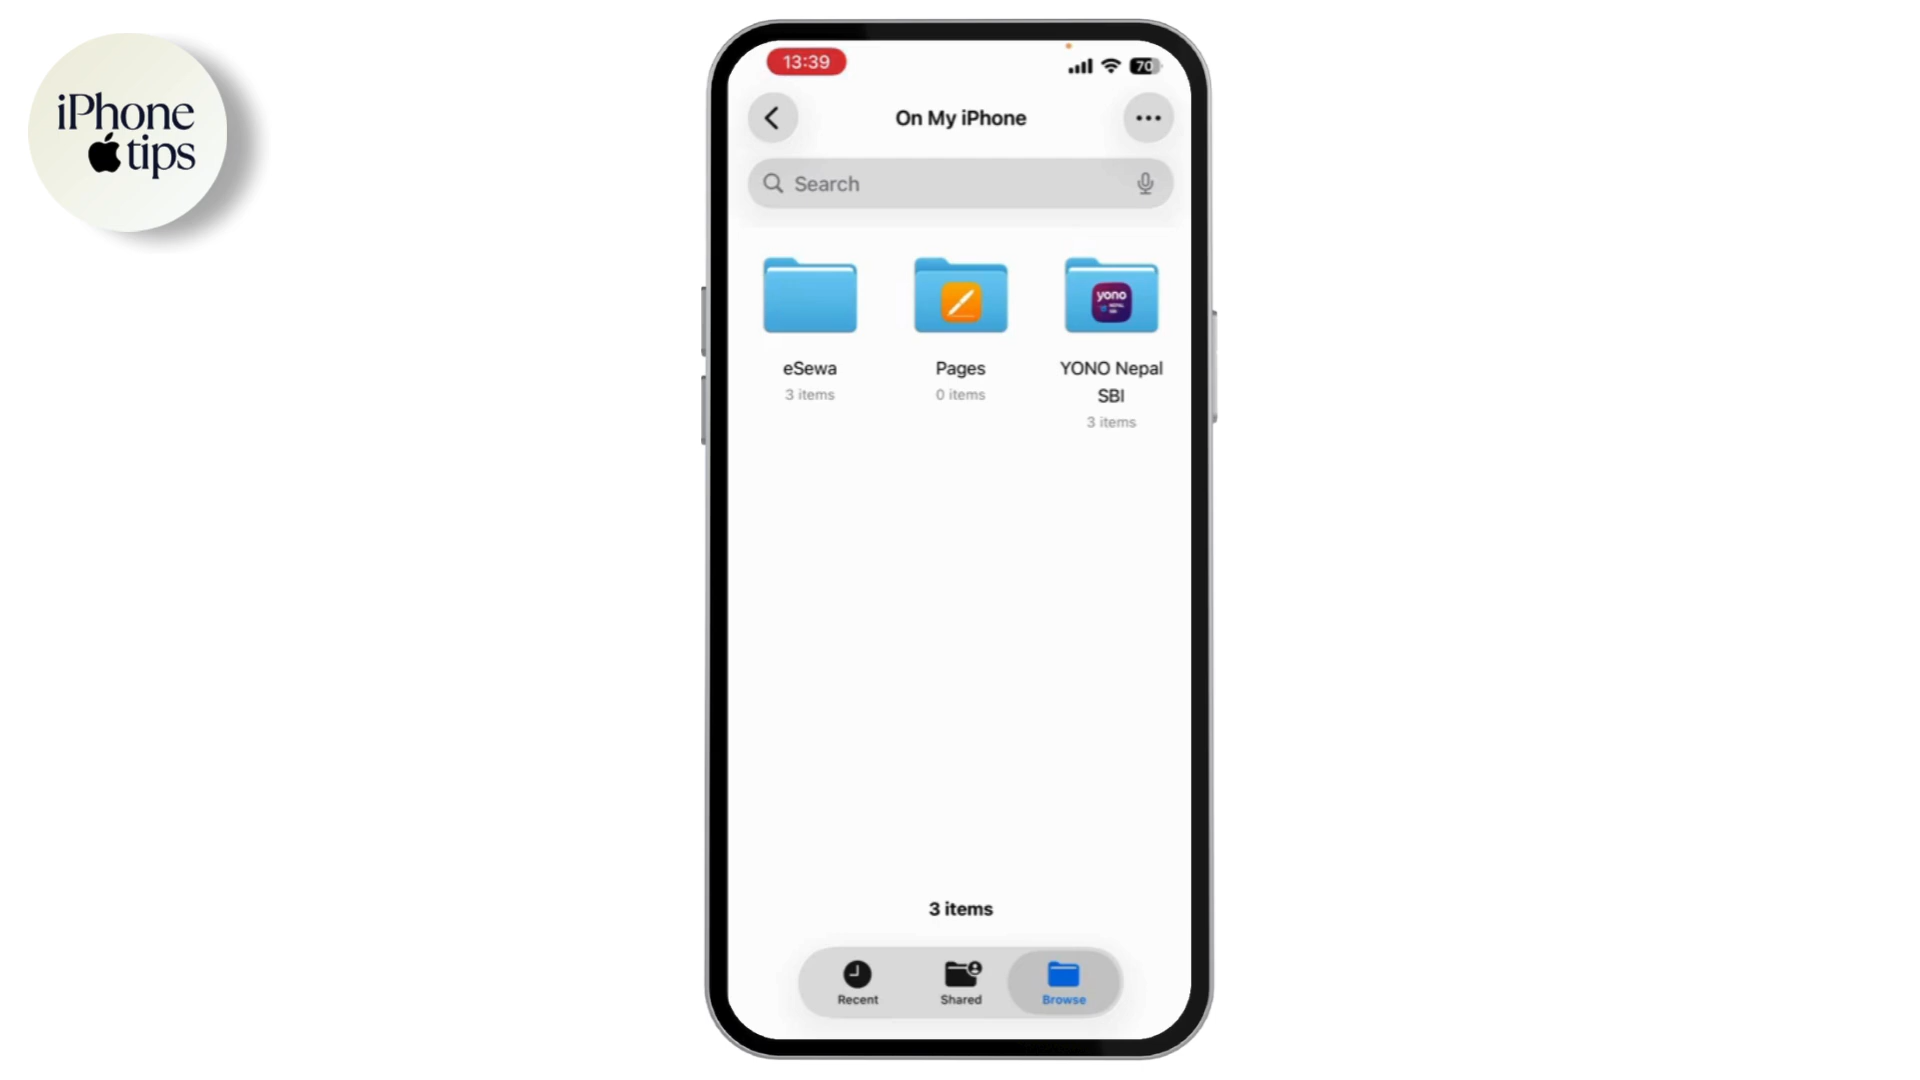 iPhone
tips
13:39
70
On My iPhone
Search
yono
eSewa
Pages
YONO Nepal
SBI
3 items
0 items
3 items
3 items
Recent
Shared
Browse